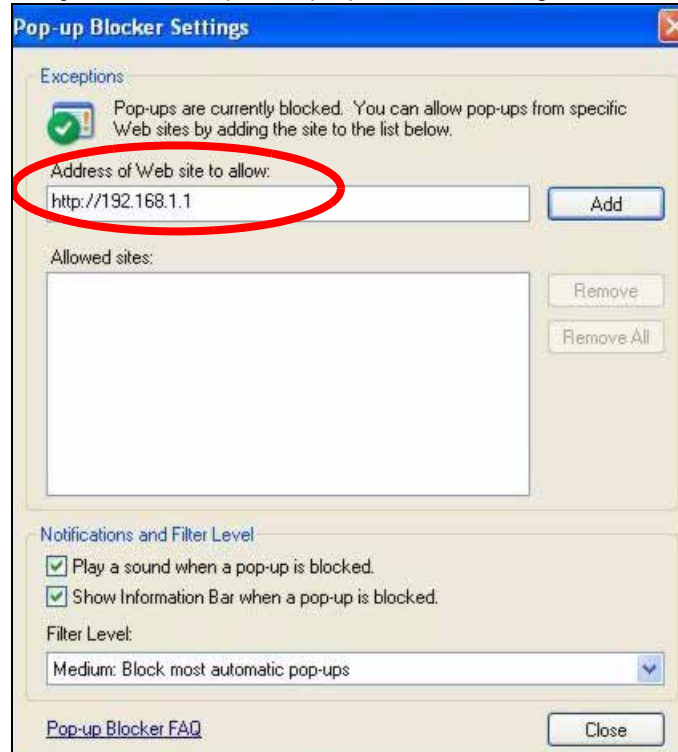 Pop-up Blocker Settings
Exceptions
Pop-ups are currently blocked. You can allow pop-ups from specific
Web sites by adding the site to the list below.
Address of Web site to allow:
http://192.168.1.1
Add
Allowed sites:
Remove
Remove All
Notifications and Filter Level
Play a sound when a pop-up is blocked.
Show Information Bar when a pop-up is blocked.
Filter Level:
Medium: Block most automatic pop-ups
Pop-up Blocker FAQ
Close